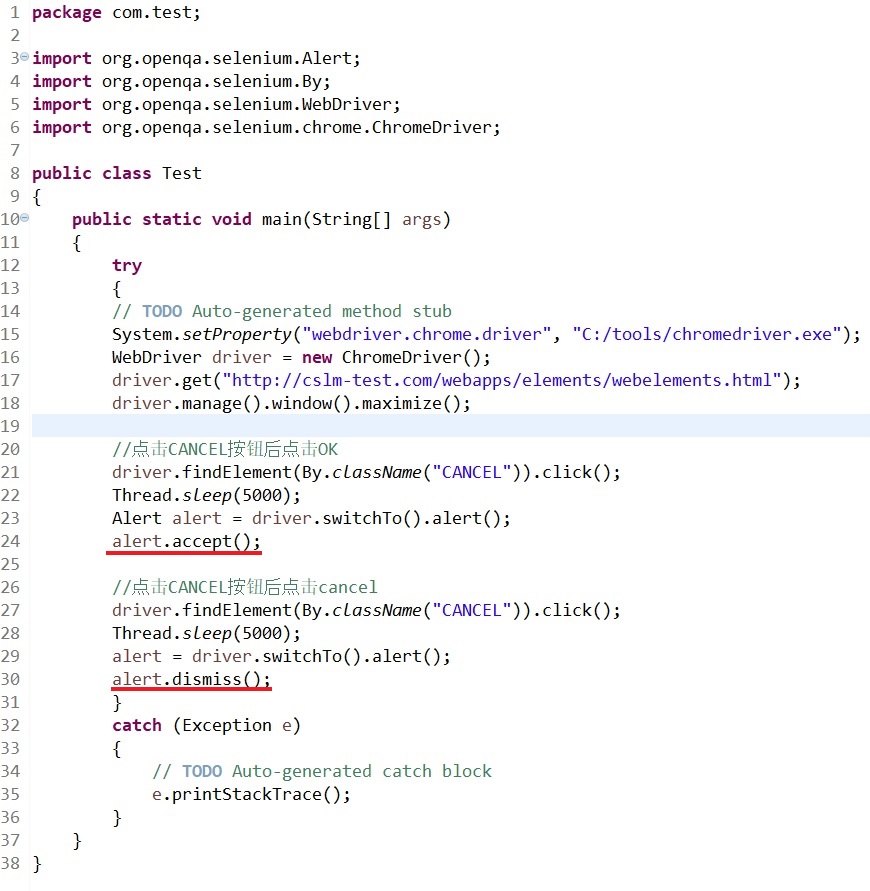 1 package com.test;
2
3 import org.openqa.selenium.Alert;
4 import org.openqa.selenium.By;
5 import org.openqa.selenium.WebDriver;
6 import org.openqa.selenium.chrome.ChromeDriver;
7
8 public class Test
9 {
10     public static void main(String[] args)
11     {
12         try
13         {
14         // TODO Auto-generated method stub
15         System.setProperty("webdriver.chrome.driver", "C:/tools/chromedriver.exe");
16         WebDriver driver = new ChromeDriver();
17         driver.get("http://cslm-test.com/webapps/elements/webelements.html");
18         driver.manage().window().maximize();
19
20         //点击CANCEL按钮后点击OK
21         driver.findElement(By.className("CANCEL")).click();
22         Thread.sleep(5000);
23         Alert alert = driver.switchTo().alert();
24         alert.accept();
25
26         //点击CANCEL按钮后点击cancel
27         driver.findElement(By.className("CANCEL")).click();
28         Thread.sleep(5000);
29         alert = driver.switchTo().alert();
30         alert.dismiss();
31         }
32         catch (Exception e)
33         {
34             // TODO Auto-generated catch block
35             e.printStackTrace();
36         }
37     }
38 }